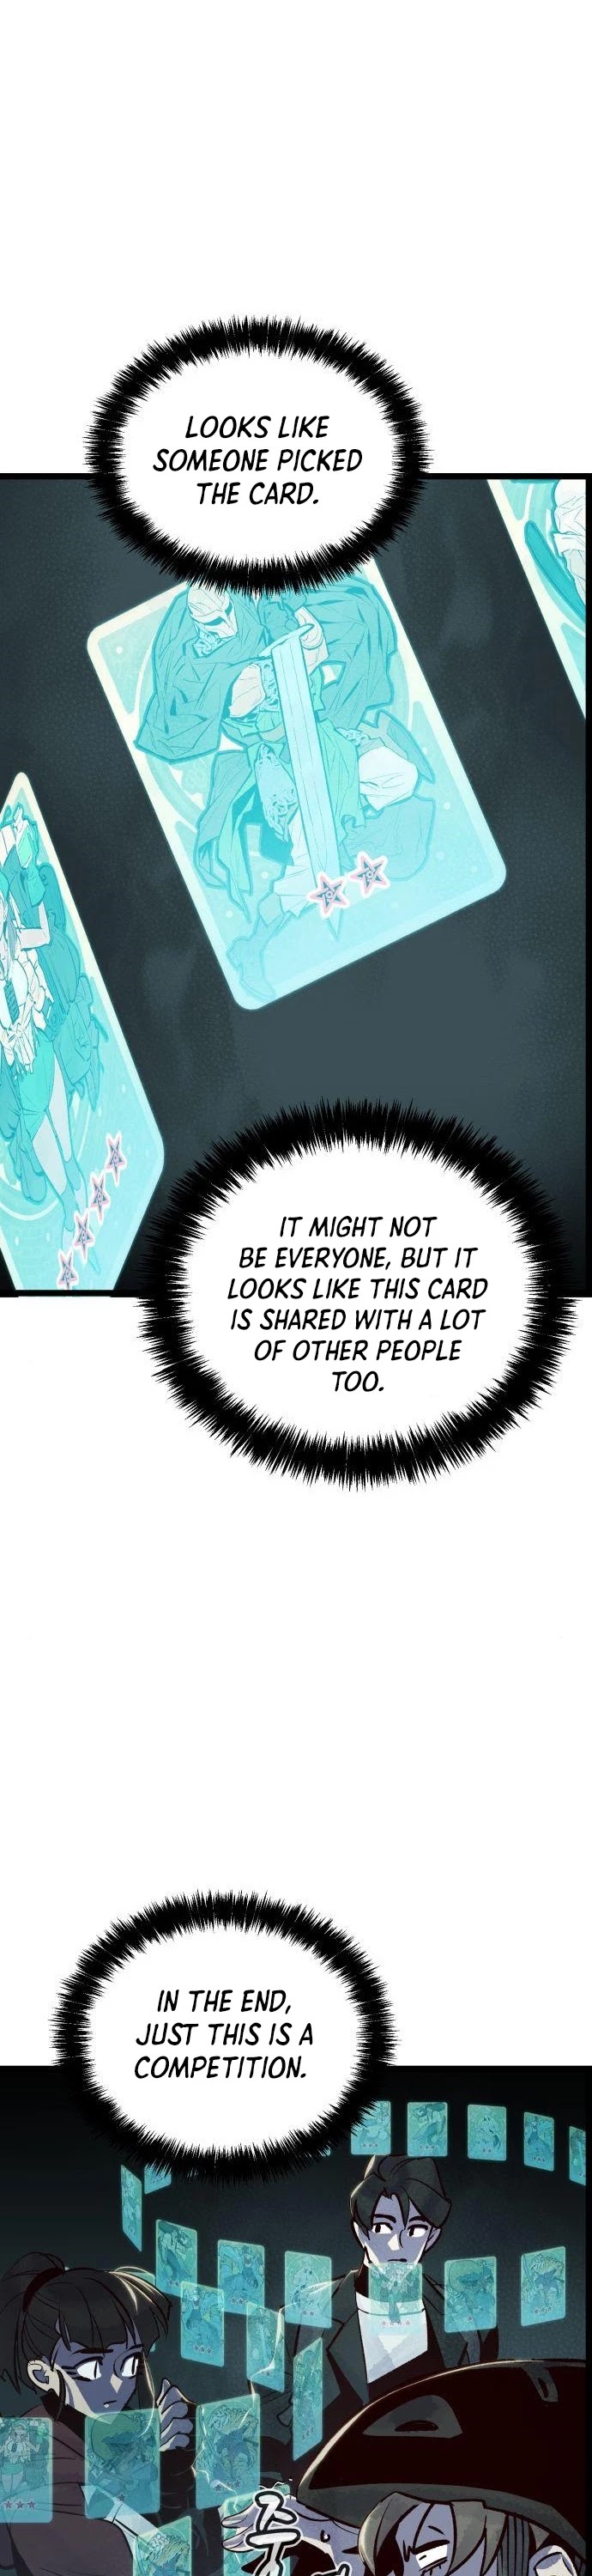 LOOKS LIKE
SOMEONE PICKED
THE CARD.
IT MIGHT NOT
BE EVERYONE, BUT IT
LOOKS LIKE THIS CARD
IS SHARED WITH A LOT
OF OTHER PEOPLE
TOO.
IN THE END,
JUST THIS IS A
COMPETITION.